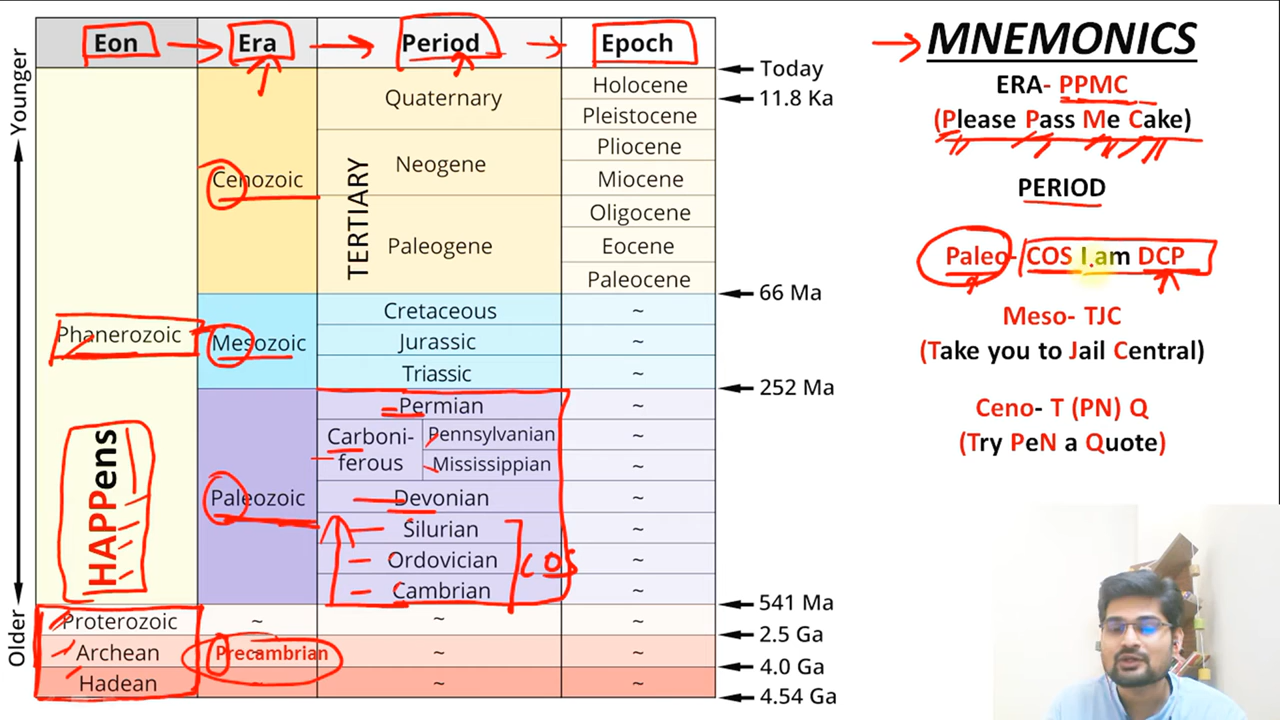 Eon Era Period Epoch
Younger
Older
Phanerozoic
HAPPens
Proterozoic
Archean
Hadean
Cenozoic
Mesozoic
Paleozoic
~
Precambrian
~
~
TERTIARY
Quaternary
Neogene
Paleogene
Cretaceous
Jurassic
Triassic
Permian
Carboni-
ferous
Pennsylvanian
Mississippian
Devonian
Silurian
Ordovician
Cambrian
COS
~
~
~
Holocene
Pleistocene
Pliocene
Miocene
Oligocene
Eocene
Paleocene
~
~
~
~
~
~
~
~
~
~
~
~
~
Today
11.8 Ka
66 Ma
252 Ma
541 Ma
2.5 Ga
4.0 Ga
4.54 Ga
MNEMONICS
ERA- PPMC
(Please Pass Me Cake)
PERIOD
Paleo- COS I am DCP
Meso- TJC
(Take you to Jail Central)
Ceno- T (PN) Q
(Try PeN a Quote)